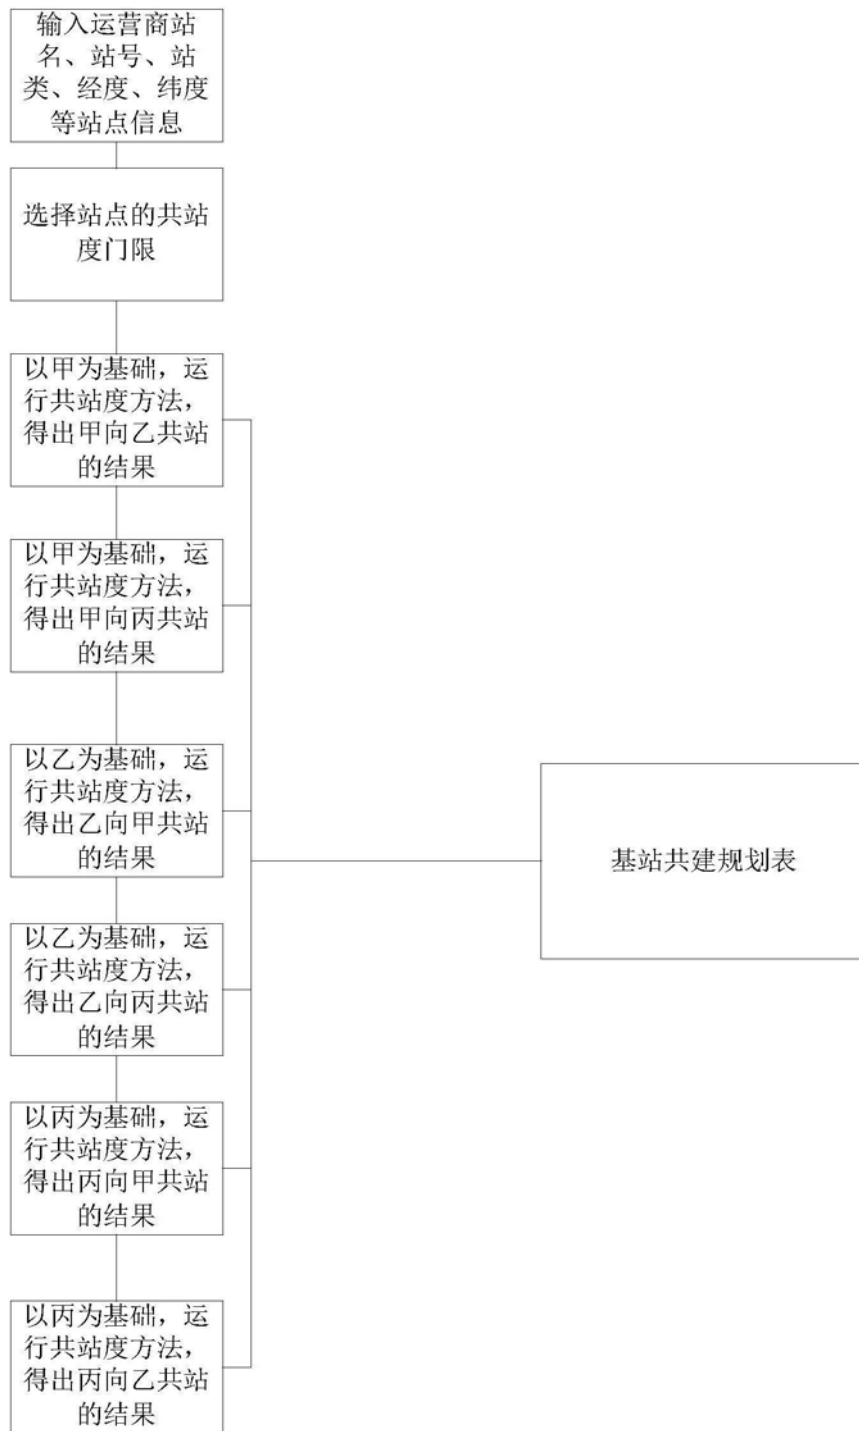 输入运营商站
名、站号、站
类、经度、纬度
等站点信息
选择站点的共站
度门限
以甲为基础，运
行共站度方法，
得出甲向乙共站
的结果
以甲为基础，运
行共站度方法，
得出甲向丙共站
的结果
以乙为基础，运
行共站度方法，
得出乙向甲共站
的结果
以乙为基础，运
行共站度方法，
得出乙向丙共站
的结果
以丙为基础，运
行共站度方法，
得出丙向甲共站
的结果
以丙为基础，运
行共站度方法，
得出丙向乙共站
的结果
基站共建规划表